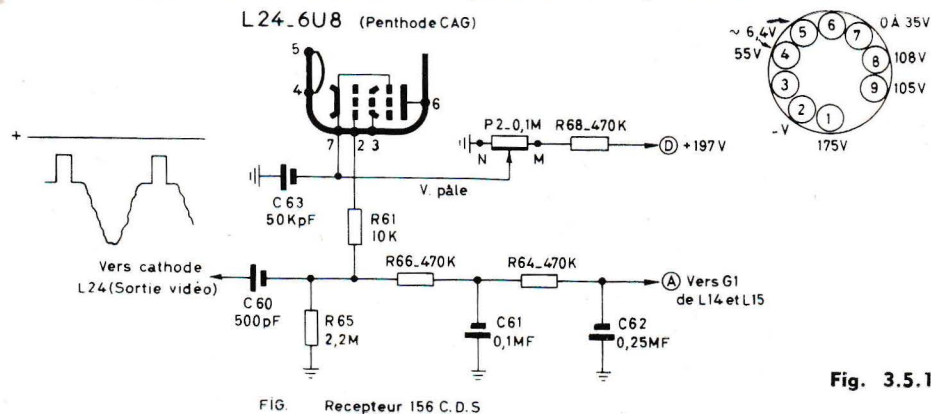 L24_6U8 (Penthode CAG)
5
4
6
7 2 3
+
~ 6,4V
55V
5 6 7
4 8
3 9
2 1
0 À 35V
108V
105V
-V
175V
P2_0,1M
R68_470K
N M
D +197 V
V. pâle
C 63
50KpF
R61
10K
Vers cathode
L24(Sortie vidéo)
C 60
500pF
R66_470K
R64_470K
A Vers G1
de L14 et L15
R65
2,2M
C61
0,1MF
C62
0,25MF
Fig. 3.5.1
FIG. Recepteur 156 C.D.S